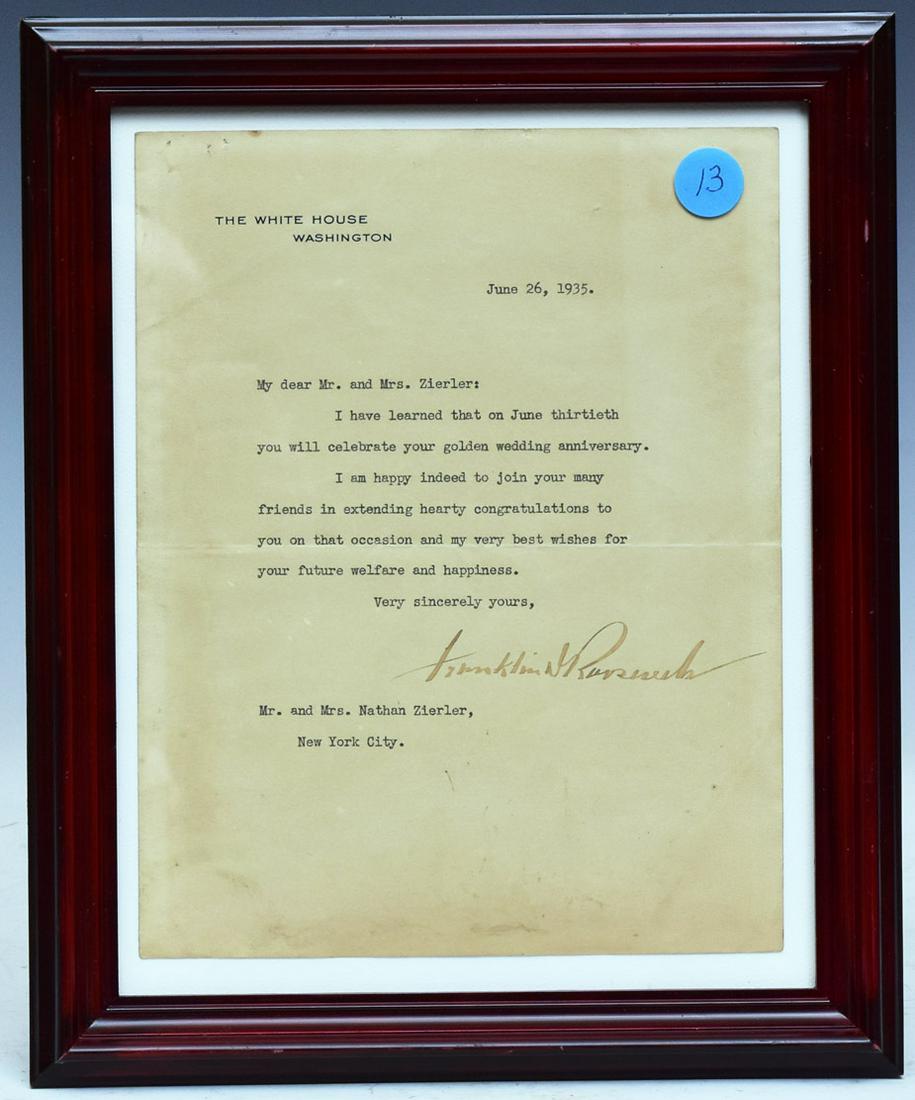 13
THE WHITE HOUSE
WASHINGTON
June 26, 1935.
My dear Mr. and Mrs. Zierler:
I have learned that on June thirtieth
you will celebrate your golden wedding anniversary.
I am happy indeed to join your many
friends in extending hearty congratulations to
you on that occasion and my very best wishes for
your future welfare and happiness.
Very sincerely yours,
Franklin D Roosevelt
Mr. and Mrs. Nathan Zierler,
New York City.